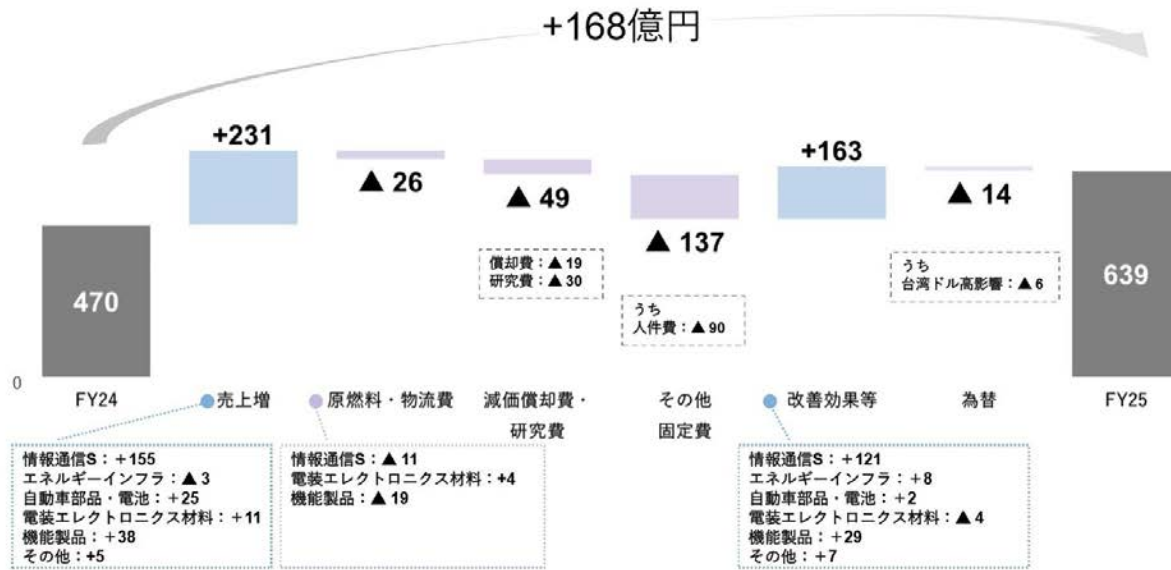 +168億円
+231
▲ 26
▲ 49
償却費：▲ 19
研究費：▲ 30
▲ 137
うち
人件費：▲ 90
+163
▲ 14
うち
台湾ドル高影響：▲ 6
470
639
0
FY24
売上増
原燃料・物流費
減価償却費・
研究費
その他
固定費
改善効果等
為替
FY25
情報通信S：+155
エネルギーインフラ：▲ 3
自動車部品・電池：+25
電装エレクトロニクス材料：+11
機能製品：+38
その他：+5
情報通信S：▲ 11
電装エレクトロニクス材料：+4
機能製品：▲ 19
情報通信S：+121
エネルギーインフラ：+8
自動車部品・電池：+2
電装エレクトロニクス材料：▲ 4
機能製品：+29
その他：+7